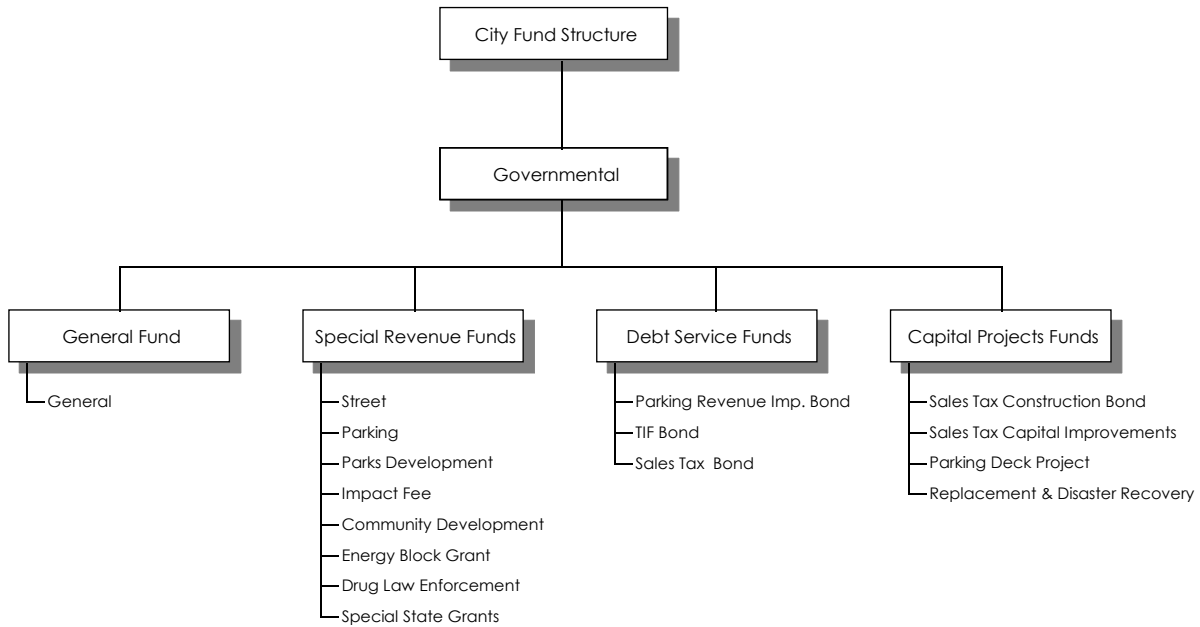 City Fund Structure
Governmental
General Fund
General
Special Revenue Funds
Street
Parking
Parks Development
Impact Fee
Community Development
Energy Block Grant
Drug Law Enforcement
Special State Grants
Debt Service Funds
Parking Revenue Imp. Bond
TIF Bond
Sales Tax Bond
Capital Projects Funds
Sales Tax Construction Bond
Sales Tax Capital Improvements
Parking Deck Project
Replacement & Disaster Recovery